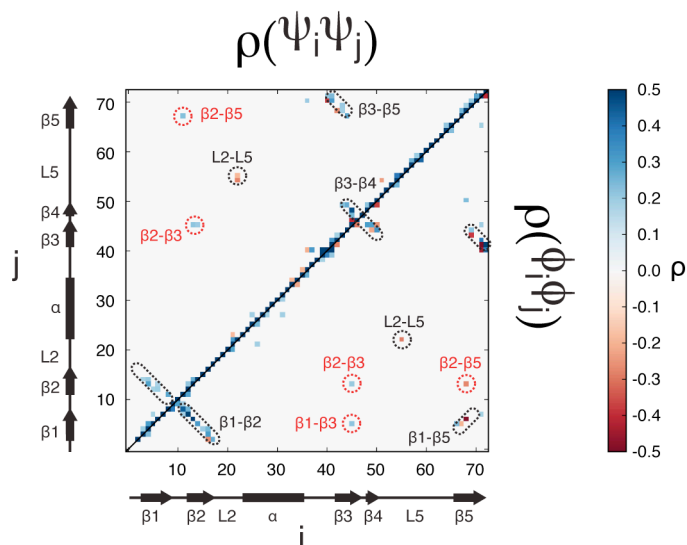 ρ(ΨᵢΨⱼ)
70
60
50
40
30
20
10
10 20 30 40 50 60 70
β5
L5
β4
β3
α
L2
β2
β1
j
β2-β5
β3-β5
L2-L5
β3-β4
β2-β3
L2-L5
β2-β3
β2-β5
β1-β2
β1-β3
β1-β5
β1 β2 L2 α β3 β4 L5 β5
i
ρ(ϕᵢϕⱼ)
0.5
0.4
0.3
0.2
0.1
0.0
-0.1
-0.2
-0.3
-0.4
-0.5
ρ